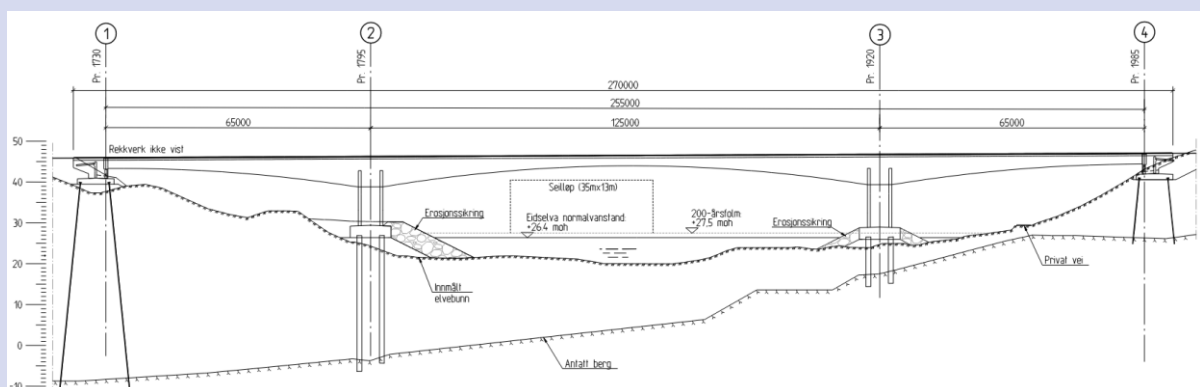 1
2
3
4
Pr. 1730
Pr. 1795
Pr. 1920
Pr. 1985
270000
255000
65000
125000
65000
50
Rekkverk ikke vist
40
Seilløp (35mx13m)
30
Erosjonssikring
Eidselva normalvanstand:
+26.4 moh
200-årsfolm:
+27,5 moh
Erosjonssikring
20
Privat vei
Innmålt
elvebunn
10
0
Antatt berg
-10